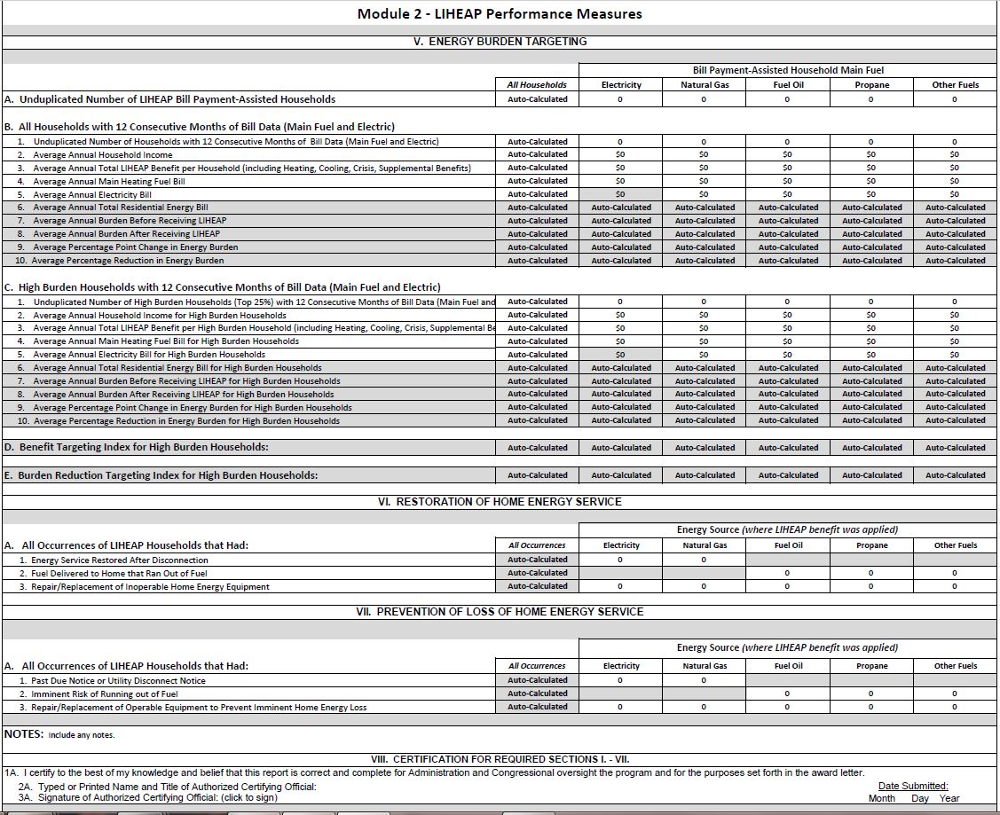 Module 2 - LIHEAP Performance Measures
V. ENERGY BURDEN TARGETING
Bill Payment-Assisted Household Main Fuel
All Households Electricity Natural Gas Fuel Oil Propane Other Fuels
A. Unduplicated Number of LIHEAP Bill Payment-Assisted Households Auto-Calculated 0 0 0 0 0
B. All Households with 12 Consecutive Months of Bill Data (Main Fuel and Electric)
1. Unduplicated Number of Households with 12 Consecutive Months of Bill Data (Main Fuel and Electric) Auto-Calculated 0 0 0 0 0
2. Average Annual Household Income Auto-Calculated $0 $0 $0 $0 $0
3. Average Annual Total LIHEAP Benefit per Household (including Heating, Cooling, Crisis, Supplemental Benefits) Auto-Calculated $0 $0 $0 $0 $0
4. Average Annual Main Heating Fuel Bill Auto-Calculated $0 $0 $0 $0 $0
5. Average Annual Electricity Bill Auto-Calculated $0 $0 $0 $0 $0
6. Average Annual Total Residential Energy Bill Auto-Calculated Auto-Calculated Auto-Calculated Auto-Calculated Auto-Calculated Auto-Calculated
7. Average Annual Burden Before Receiving LIHEAP Auto-Calculated Auto-Calculated Auto-Calculated Auto-Calculated Auto-Calculated Auto-Calculated
8. Average Annual Burden After Receiving LIHEAP Auto-Calculated Auto-Calculated Auto-Calculated Auto-Calculated Auto-Calculated Auto-Calculated
9. Average Percentage Point Change in Energy Burden Auto-Calculated Auto-Calculated Auto-Calculated Auto-Calculated Auto-Calculated Auto-Calculated
10. Average Percentage Reduction in Energy Burden Auto-Calculated Auto-Calculated Auto-Calculated Auto-Calculated Auto-Calculated Auto-Calculated
C. High Burden Households with 12 Consecutive Months of Bill Data (Main Fuel and Electric)
1. Unduplicated Number of High Burden Households (Top 25%) with 12 Consecutive Months of Bill Data (Main Fuel and Auto-Calculated 0 0 0 0 0
2. Average Annual Household Income for High Burden Households Auto-Calculated $0 $0 $0 $0 $0
3. Average Annual Total LIHEAP Benefit per High Burden Household (including Heating, Cooling, Crisis, Supplemental Be Auto-Calculated $0 $0 $0 $0 $0
4. Average Annual Main Heating Fuel Bill for High Burden Households Auto-Calculated $0 $0 $0 $0 $0
5. Average Annual Electricity Bill for High Burden Households Auto-Calculated $0 $0 $0 $0 $0
6. Average Annual Total Residential Energy Bill for High Burden Households Auto-Calculated Auto-Calculated Auto-Calculated Auto-Calculated Auto-Calculated Auto-Calculated
7. Average Annual Burden Before Receiving LIHEAP for High Burden Households Auto-Calculated Auto-Calculated Auto-Calculated Auto-Calculated Auto-Calculated Auto-Calculated
8. Average Annual Burden After Receiving LIHEAP for High Burden Households Auto-Calculated Auto-Calculated Auto-Calculated Auto-Calculated Auto-Calculated Auto-Calculated
9. Average Percentage Point Change in Energy Burden for High Burden Households Auto-Calculated Auto-Calculated Auto-Calculated Auto-Calculated Auto-Calculated Auto-Calculated
10. Average Percentage Reduction in Energy Burden for High Burden Households Auto-Calculated Auto-Calculated Auto-Calculated Auto-Calculated Auto-Calculated Auto-Calculated
D. Benefit Targeting Index for High Burden Households: Auto-Calculated Auto-Calculated Auto-Calculated Auto-Calculated Auto-Calculated Auto-Calculated
E. Burden Reduction Targeting Index for High Burden Households: Auto-Calculated Auto-Calculated Auto-Calculated Auto-Calculated Auto-Calculated Auto-Calculated
VI. RESTORATION OF HOME ENERGY SERVICE
Energy Source (where LIHEAP benefit was applied)
A. All Occurrences of LIHEAP Households that Had: All Occurrences Electricity Natural Gas Fuel Oil Propane Other Fuels
1. Energy Service Restored After Disconnection Auto-Calculated 0 0
2. Fuel Delivered to Home that Ran Out of Fuel Auto-Calculated 0 0 0
3. Repair/Replacement of Inoperable Home Energy Equipment Auto-Calculated 0 0 0 0 0
VII. PREVENTION OF LOSS OF HOME ENERGY SERVICE
Energy Source (where LIHEAP benefit was applied)
A. All Occurrences of LIHEAP Households that Had: All Occurrences Electricity Natural Gas Fuel Oil Propane Other Fuels
1. Past Due Notice or Utility Disconnect Notice Auto-Calculated 0 0
2. Imminent Risk of Running out of Fuel Auto-Calculated 0 0 0
3. Repair/Replacement of Operable Equipment to Prevent Imminent Home Energy Loss Auto-Calculated 0 0 0 0 0
NOTES: Include any notes.
VIII. CERTIFICATION FOR REQUIRED SECTIONS I. - VII.
1A. I certify to the best of my knowledge and belief that this report is correct and complete for Administration and Congressional oversight the program and for the purposes set forth in the award letter.
2A. Typed or Printed Name and Title of Authorized Certifying Official: Date Submitted:
3A. Signature of Authorized Certifying Official: (click to sign) Month Day Year